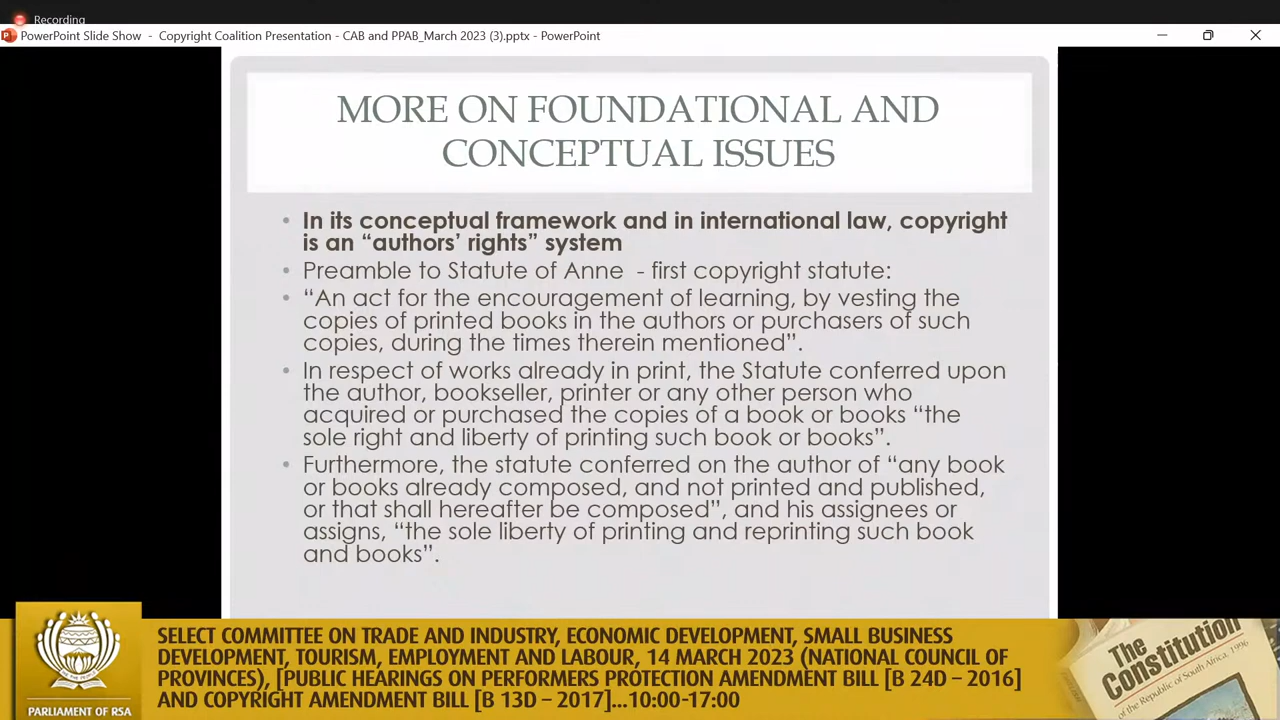 Recording
PowerPoint Slide Show - Copyright Coalition Presentation - CAB and PPAB_March 2023 (3).pptx - PowerPoint
MORE ON FOUNDATIONAL AND
CONCEPTUAL ISSUES
• In its conceptual framework and in international law, copyright
is an “authors’ rights” system
• Preamble to Statute of Anne - first copyright statute:
• “An act for the encouragement of learning, by vesting the
copies of printed books in the authors or purchasers of such
copies, during the times therein mentioned”.
• In respect of works already in print, the Statute conferred upon
the author, bookseller, printer or any other person who
acquired or purchased the copies of a book or books “the
sole right and liberty of printing such book or books”.
• Furthermore, the statute conferred on the author of “any book
or books already composed, and not printed and published,
or that shall hereafter be composed”, and his assignees or
assigns, “the sole liberty of printing and reprinting such book
and books”.
SELECT COMMITTEE ON TRADE AND INDUSTRY, ECONOMIC DEVELOPMENT, SMALL BUSINESS
DEVELOPMENT, TOURISM, EMPLOYMENT AND LABOUR, 14 MARCH 2023 (NATIONAL COUNCIL OF
PROVINCES), [PUBLIC HEARINGS ON PERFORMERS PROTECTION AMENDMENT BILL [B 24D – 2016]
AND COPYRIGHT AMENDMENT BILL [B 13D – 2017]...10:00-17:00
PARLIAMENT OF RSA
The
Constitution
of the Republic of South Africa, 1996